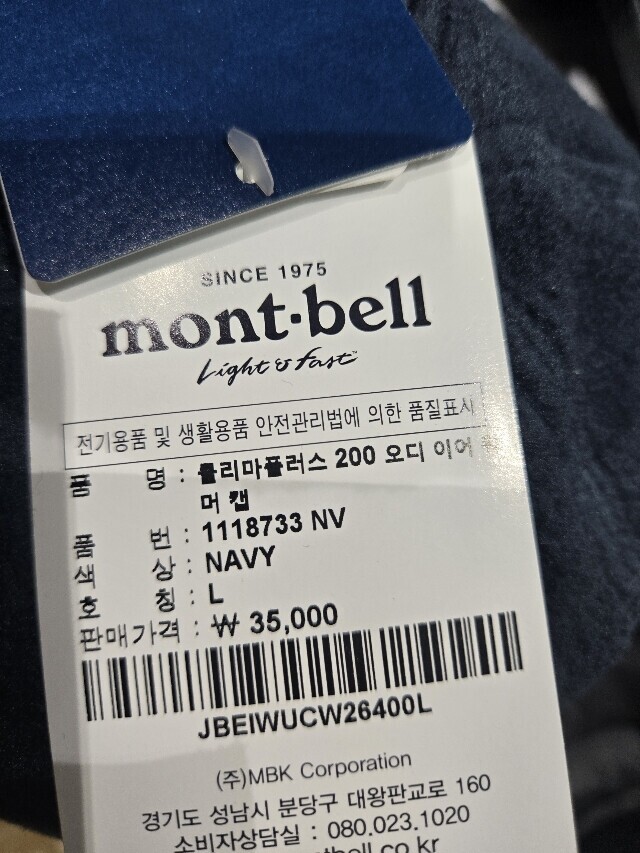 SINCE 1975
mont·bell
Light & Fast
전기용품 및 생활용품 안전관리법에 의한 품질표시
품 명 : 클리마플러스 200 오디 이어
머 캡
품 번 : 1118733 NV
색 상 : NAVY
호 칭 : L
판매가격 : ₩ 35,000
JBEIWUCW26400L
(주)MBK Corporation
경기도 성남시 분당구 대왕판교로 160
소비자상담실 : 080.023.1020